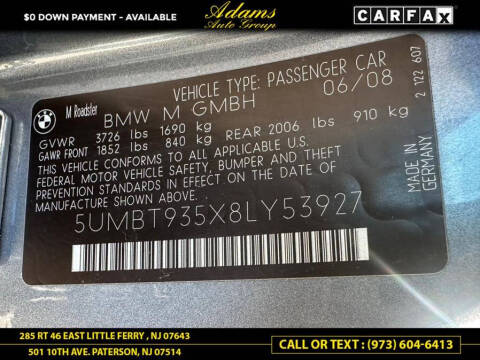 $0 DOWN PAYMENT - AVAILABLE
Adams
Auto Group
CARFAX
BMW
M Roadster
VEHICLE TYPE: PASSENGER CAR
BMW M GMBH
06/08
GVWR 3726 lbs 1690 kg
GAWR FRONT 1852 lbs 840 kg REAR 2006 lbs 910 kg
THIS VEHICLE CONFORMS TO ALL APPLICABLE U.S.
FEDERAL MOTOR VEHICLE SAFETY, BUMPER AND THEFT
PREVENTION STANDARDS IN EFFECT ON THE DATE OF
MANUFACTURE SHOWN ABOVE.
5UMBT935X8LY53927
2 122 607
285 RT 46 EAST LITTLE FERRY , NJ 07643
501 10TH AVE. PATERSON, NJ 07514
CALL OR TEXT : (973) 604-6413